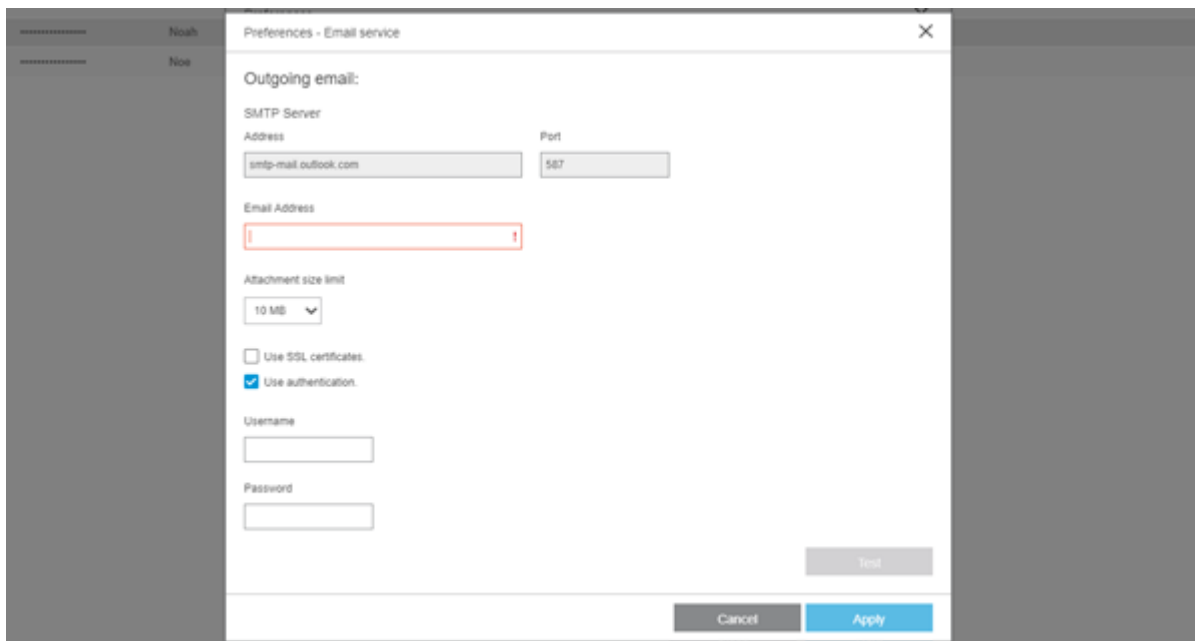 Preferences
Noah
Preferences - Email service
Noe
Outgoing email:
SMTP Server
Address Port
smtp-mail.outlook.com 587
Email Address
!
Attachment size limit
10 MB
Use SSL certificates.
Use authentication.
Username
Password
Test
Cancel Apply